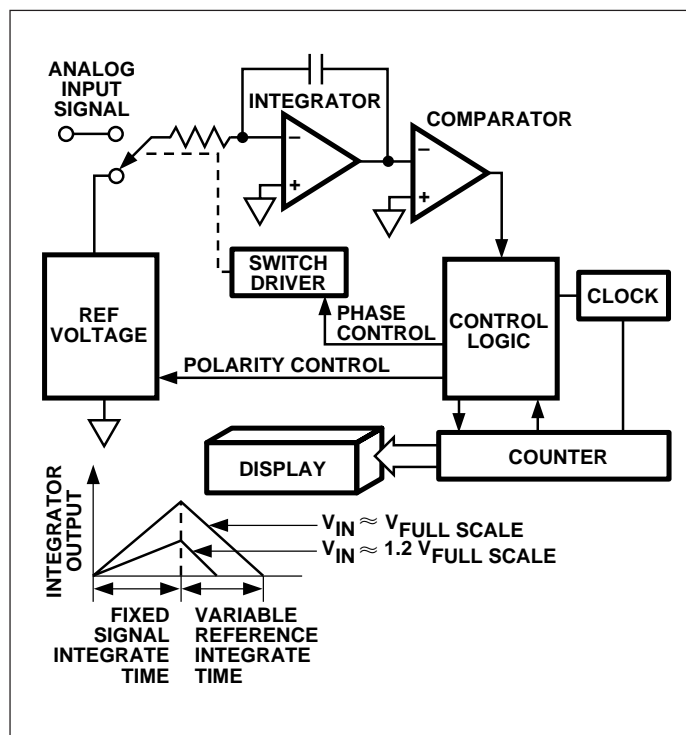 ANALOG
INPUT
SIGNAL
INTEGRATOR
COMPARATOR
−
+
−
+
REF
VOLTAGE
SWITCH
DRIVER
PHASE
CONTROL
CONTROL
LOGIC
CLOCK
POLARITY CONTROL
DISPLAY
COUNTER
INTEGRATOR
OUTPUT
VIN ≈ VFULL SCALE
VIN ≈ 1.2 VFULL SCALE
FIXED
SIGNAL
INTEGRATE
TIME
VARIABLE
REFERENCE
INTEGRATE
TIME